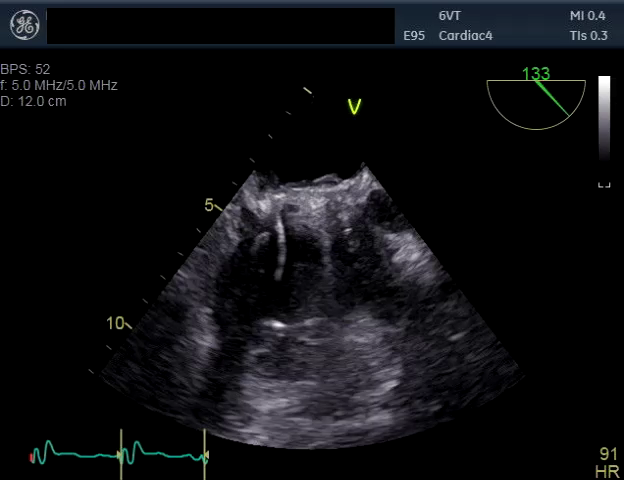 6VT
MI 0.4
E95
Cardiac4
TIs 0.3
BPS: 52
f: 5.0 MHz/5.0 MHz
D: 12.0 cm
133
V
5
10
91
HR